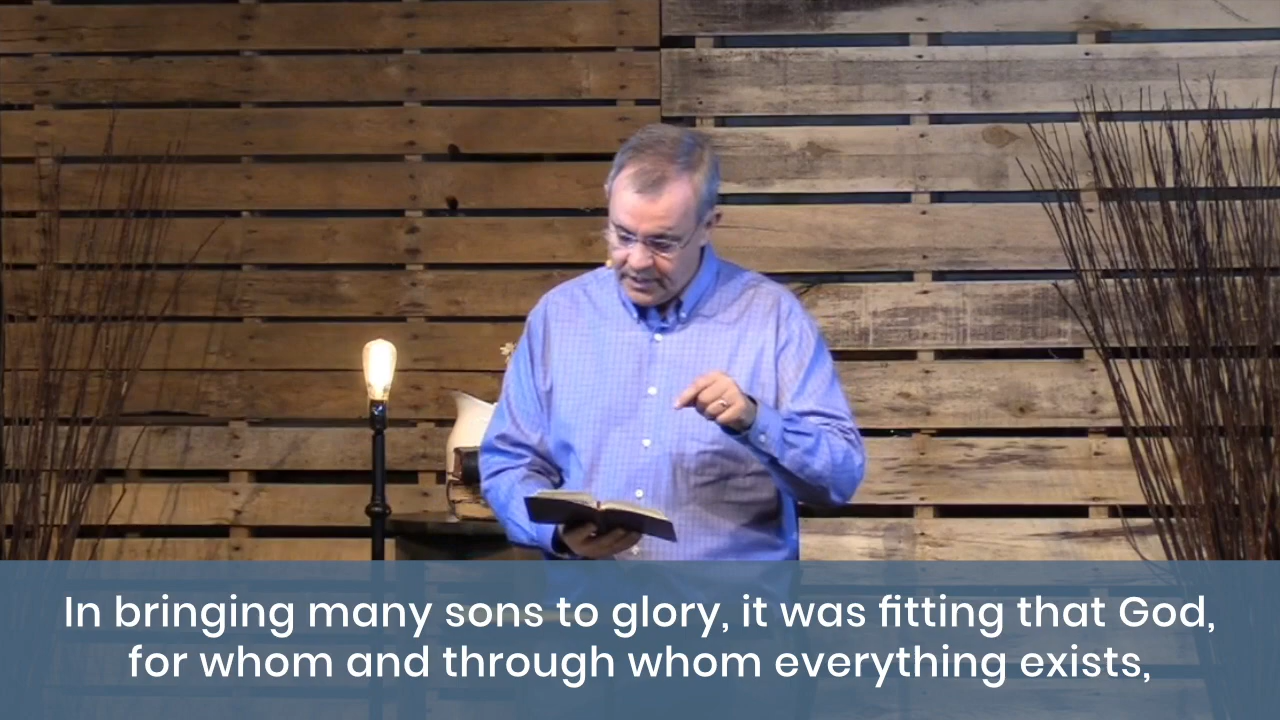 In bringing many sons to glory, it was fitting that God,
for whom and through whom everything exists,